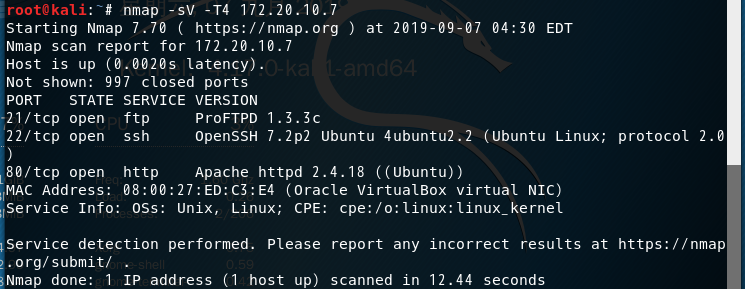 root@kali:~# nmap -sV -T4 172.20.10.7
Starting Nmap 7.70 ( https://nmap.org ) at 2019-09-07 04:30 EDT
Nmap scan report for 172.20.10.7
Host is up (0.0020s latency).
Not shown: 997 closed ports
PORT   STATE SERVICE VERSION
21/tcp open  ftp     ProFTPD 1.3.3c
22/tcp open  ssh     OpenSSH 7.2p2 Ubuntu 4ubuntu2.2 (Ubuntu Linux; protocol 2.0
)
80/tcp open  http    Apache httpd 2.4.18 ((Ubuntu))
MAC Address: 08:00:27:ED:C3:E4 (Oracle VirtualBox virtual NIC)
Service Info: OSs: Unix, Linux; CPE: cpe:/o:linux:linux_kernel
Service detection performed. Please report any incorrect results at https://nmap
.org/submit/ .
Nmap done: 1 IP address (1 host up) scanned in 12.44 seconds